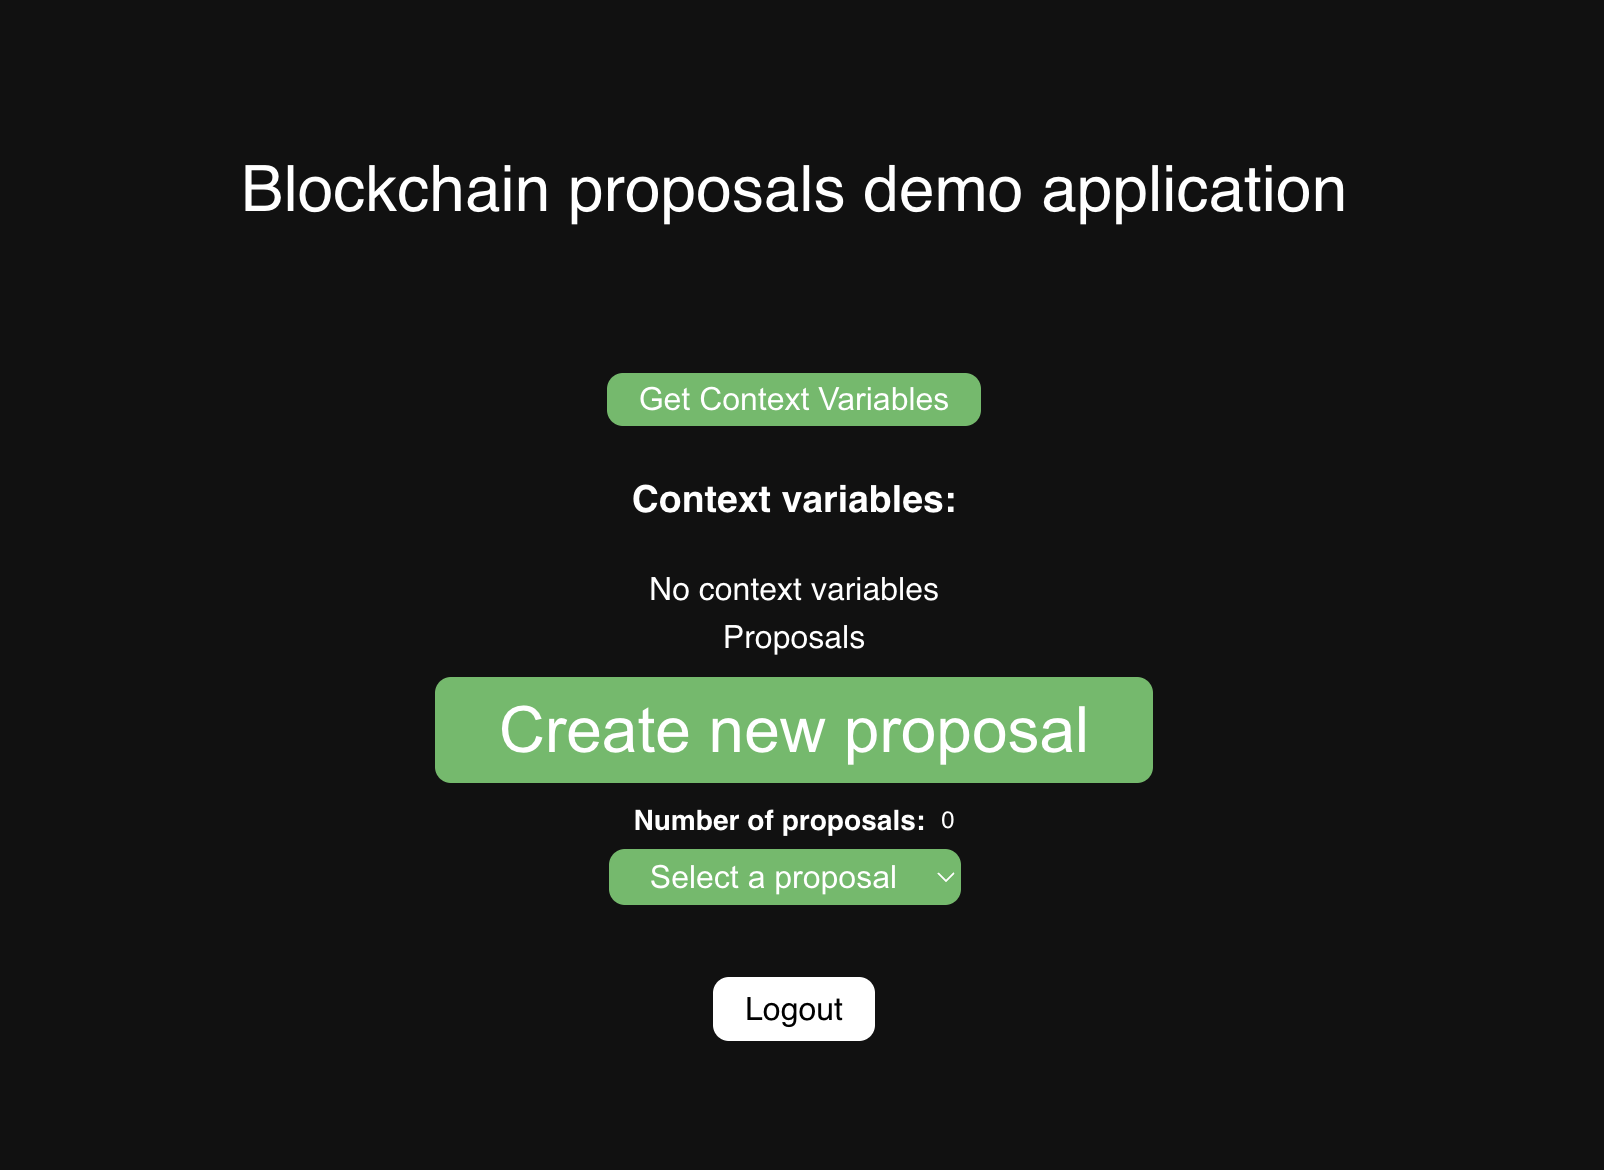 Blockchain proposals demo application
Get Context Variables
Context variables:
No context variables
Proposals
Create new proposal
Number of proposals: 0
Select a proposal
Logout